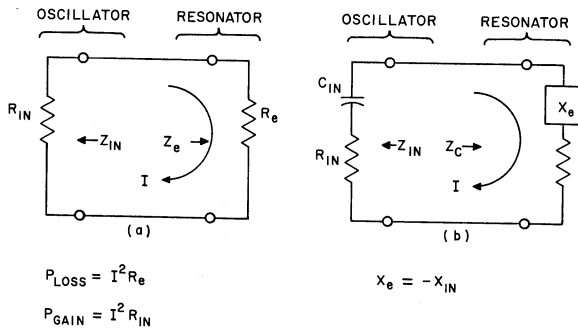 OSCILLATOR RESONATOR
R_IN
Z_IN
Z_e
R_e
I
(a)
P_LOSS = I²R_e
P_GAIN = I²R_IN
OSCILLATOR RESONATOR
C_IN
R_IN
Z_IN
Z_C
X_e
I
(b)
X_e = -X_IN